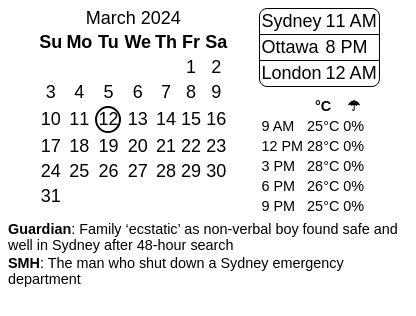 March 2024
Su Mo Tu We Th Fr Sa
1 2
3 4 5 6 7 8 9
10 11 12 13 14 15 16
17 18 19 20 21 22 23
24 25 26 27 28 29 30
31
Sydney 11 AM
Ottawa 8 PM
London 12 AM
°C ☂
9 AM 25°C 0%
12 PM 28°C 0%
3 PM 28°C 0%
6 PM 26°C 0%
9 PM 25°C 0%
Guardian: Family ‘ecstatic’ as non-verbal boy found safe and
well in Sydney after 48-hour search
SMH: The man who shut down a Sydney emergency
department